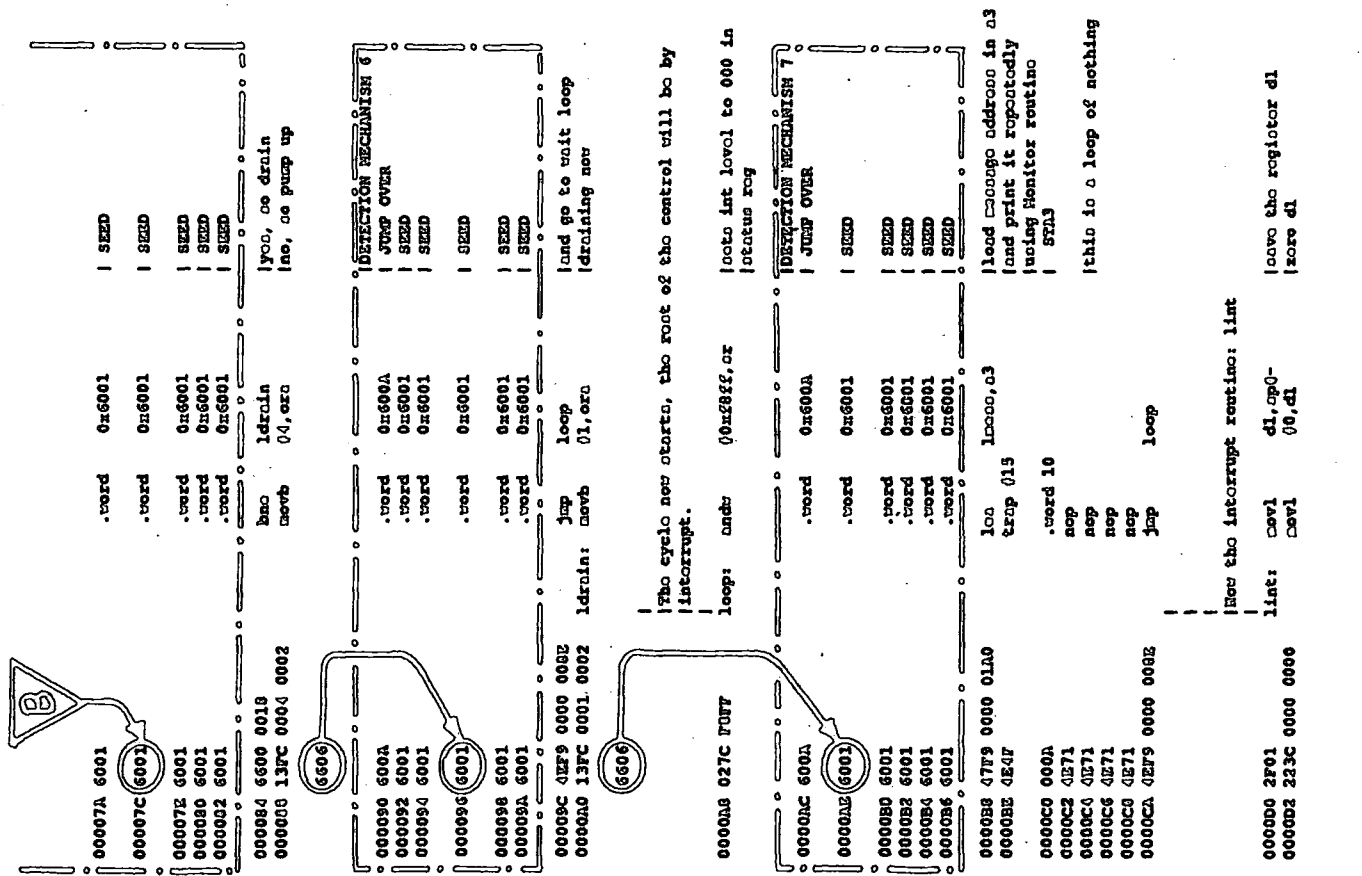 B
00007A 6001 .word 0x6001 | SEED
00007C 6001 .word 0x6001 | SEED
00007E 6001 .word 0x6001 | SEED
000080 6001 .word 0x6001 | SEED
000082 6001 .word 0x6001 | SEED
000084 6600 0018 bne ldrain |yes, so drain
000088 13FC 0004 0002 movb @4,ora |no, so pump up
6606
|DETECTION MECHANISM 6
000090 600A .word 0x600A | JUMP OVER
000092 6001 .word 0x6001 | SEED
000094 6001 .word 0x6001 | SEED
000096 6001 .word 0x6001 | SEED
000098 6001 .word 0x6001 | SEED
00009A 6001 .word 0x6001 | SEED
00009C 4EF9 0000 008E jmp loop |and go to wait loop
0000A0 13FC 0001 0002 ldrain: movb @1,ora |draining now
|
|The cycle now starts, the root of the control will be by
|interrupt.
|
6606
0000A8 027C F8FF loop: andw @0xf8ff,sr |sets int level to 000 in
|status reg
|DETECTION MECHANISM 7
0000AC 600A .word 0x600A | JUMP OVER
0000AE 6001 .word 0x6001 | SEED
0000B0 6001 .word 0x6001 | SEED
0000B2 6001 .word 0x6001 | SEED
0000B4 6001 .word 0x6001 | SEED
0000B6 6001 .word 0x6001 | SEED
0000B8 47F9 0000 01A0 lea lmess,a3 |load message address in a3
0000BE 4E4F trap @15 |and print it repeatedly
|using Monitor routine
0000C0 000A .word 10 | STA3
0000C2 4E71 nop
0000C4 4E71 nop |this is a loop of nothing
0000C6 4E71 nop
0000C8 4E71 nop
0000CA 4EF9 0000 008E jmp loop
|
|
|
|Now the interrupt routine: lint
|
0000D0 2F01 lint: movl d1,sp@- |save the register d1
0000D2 223C 0000 0000 movl @0,d1 |zero d1